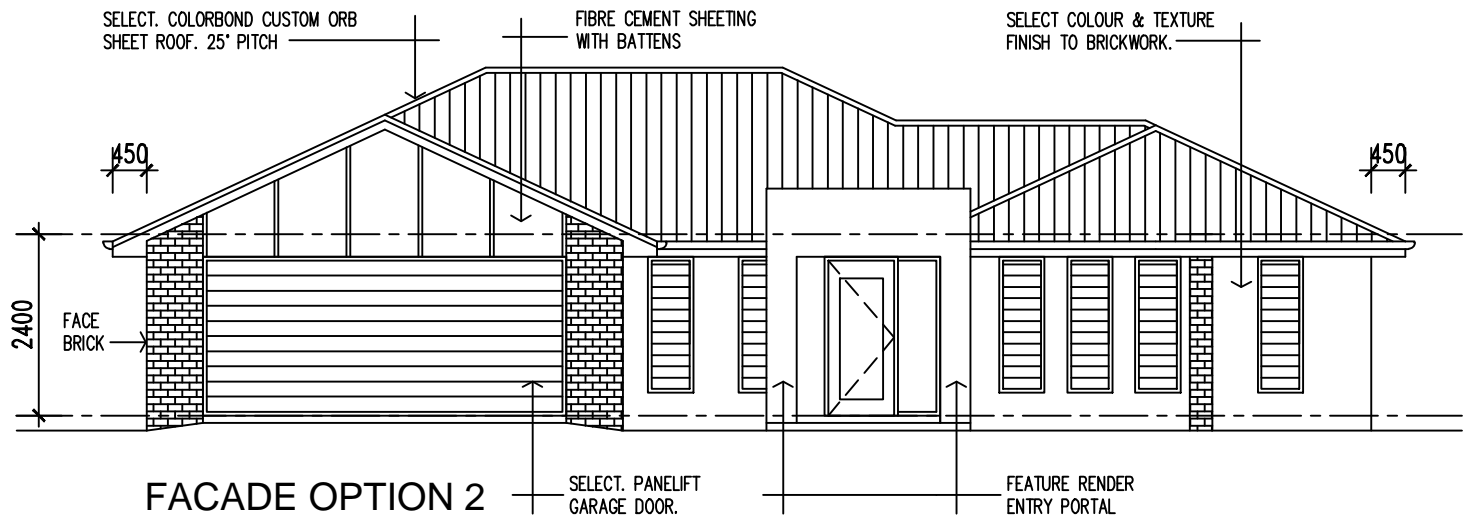 SELECT. COLORBOND CUSTOM ORB
SHEET ROOF. 25° PITCH
FIBRE CEMENT SHEETING
WITH BATTENS
SELECT COLOUR & TEXTURE
FINISH TO BRICKWORK.
450
450
2400
FACE
BRICK
FACADE OPTION 2
SELECT. PANELIFT
GARAGE DOOR.
FEATURE RENDER
ENTRY PORTAL